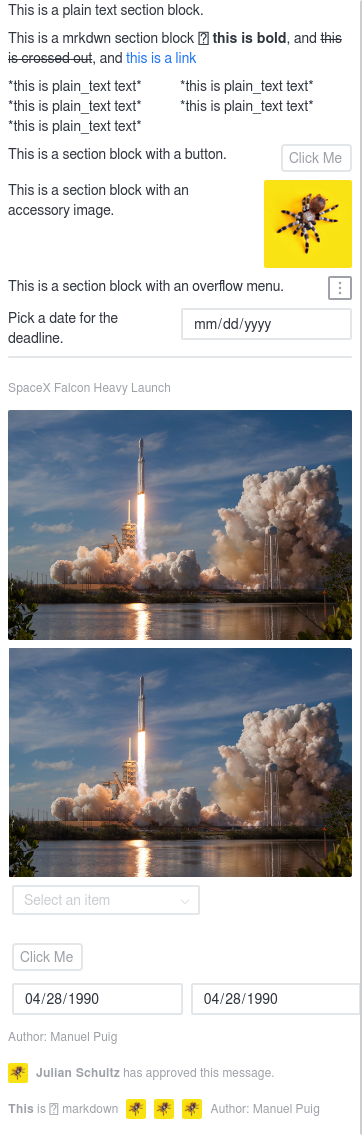 This is a plain text section block.
This is a mrkdwn section block this is bold, and this
is crossed out, and this is a link
*this is plain_text text* *this is plain_text text*
*this is plain_text text* *this is plain_text text*
*this is plain_text text*
This is a section block with a button. Click Me
This is a section block with an
accessory image.
This is a section block with an overflow menu.
Pick a date for the
deadline.
mm/dd/yyyy
SpaceX Falcon Heavy Launch
Select an item
Click Me
04/28/1990 04/28/1990
Author: Manuel Puig
Julian Schultz has approved this message.
This is markdown Author: Manuel Puig